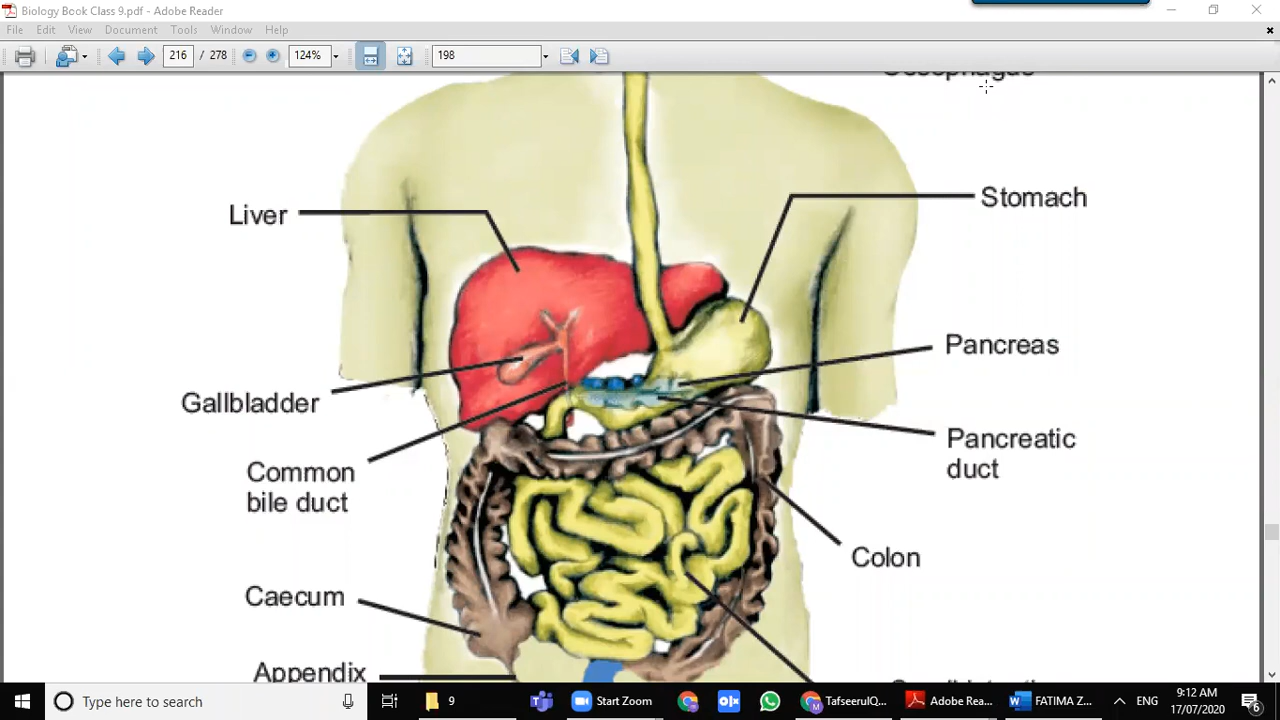 Biology Book Class 9.pdf - Adobe Reader
File Edit View Document Tools Window Help
216 / 278 124% 198
Oesophagus
Liver
Stomach
Pancreas
Gallbladder
Pancreatic
duct
Common
bile duct
Colon
Caecum
Appendix
Type here to search
9
Start Zoom
TafseerulQ...
Adobe Rea...
FATIMA Z...
ENG
9:12 AM
17/07/2020
6